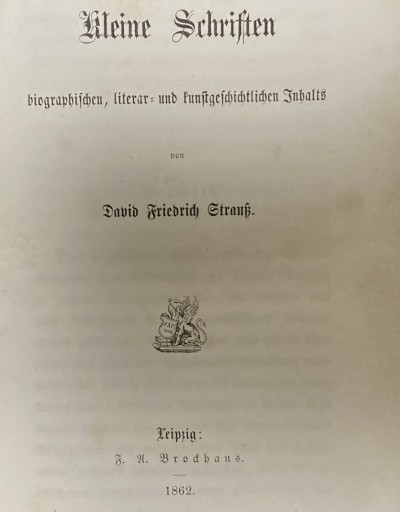 Kleine Schriften
biographischen, literar- und kunstgeschichtlichen Inhalts
von
David Friedrich Strauß.
Leipzig:
F. A. Brockhaus.
1862.